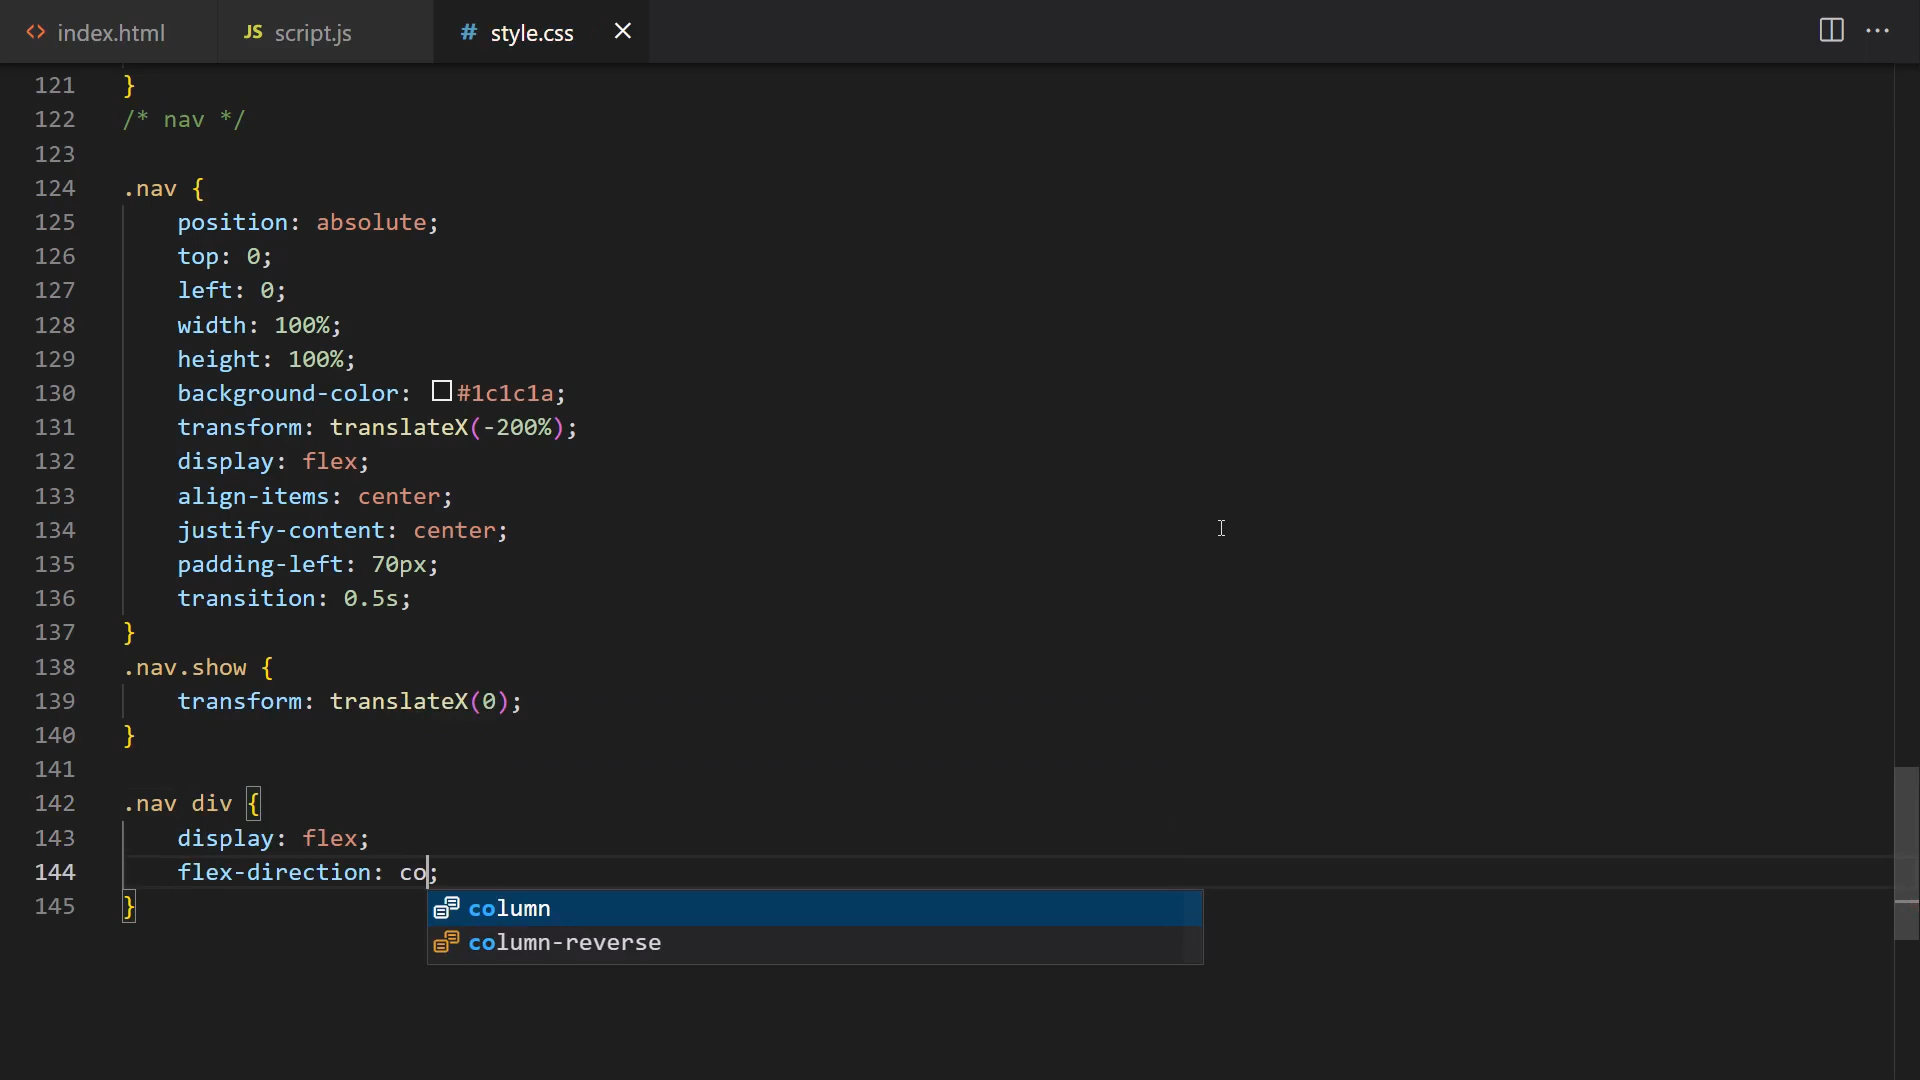 index.html
JS script.js
# style.css
121 }
122 /* nav */
123
124 .nav {
125 position: absolute;
126 top: 0;
127 left: 0;
128 width: 100%;
129 height: 100%;
130 background-color: #1c1c1a;
131 transform: translateX(-200%);
132 display: flex;
133 align-items: center;
134 justify-content: center;
135 padding-left: 70px;
136 transition: 0.5s;
137 }
138 .nav.show {
139 transform: translateX(0);
140 }
141
142 .nav div {
143 display: flex;
144 flex-direction: co;
145 }
column
column-reverse